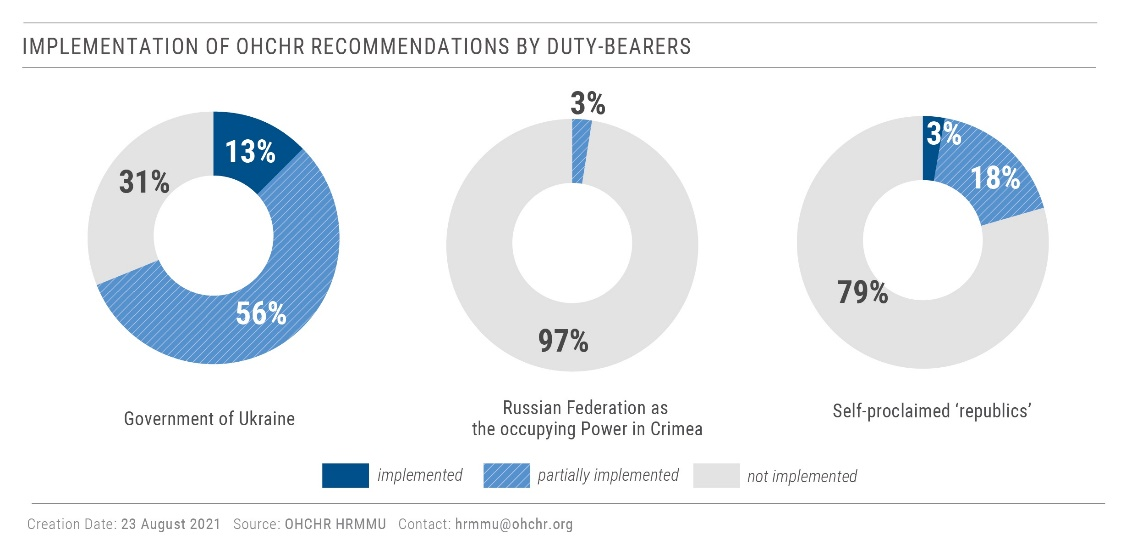 IMPLEMENTATION OF OHCHR RECOMMENDATIONS BY DUTY-BEARERS
13%
31%
56%
Government of Ukraine
3%
97%
Russian Federation as
the occupying Power in Crimea
3%
18%
79%
Self-proclaimed ‘republics’
implemented
partially implemented
not implemented
Creation Date: 23 August 2021 Source: OHCHR HRMMU Contact: hrmmu@ohchr.org